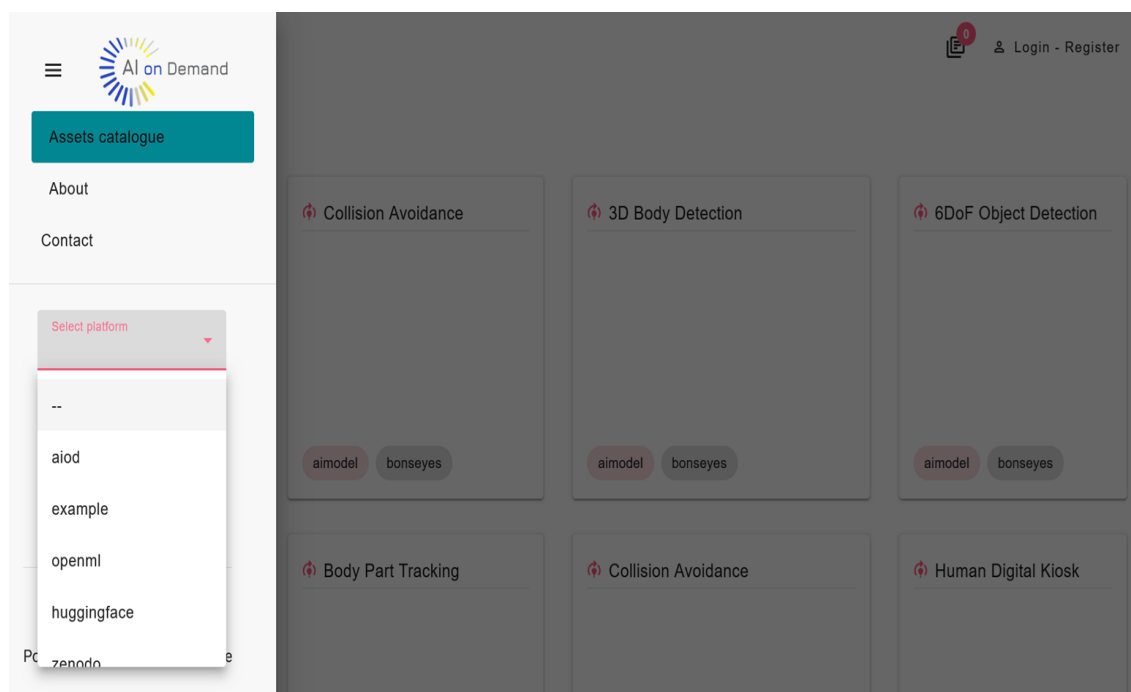 AI on Demand
0
Login - Register
Assets catalogue
About
Contact
Select platform
--
aiod
example
openml
huggingface
zenodo
Collision Avoidance
aimodel bonseyes
3D Body Detection
aimodel bonseyes
6DoF Object Detection
aimodel bonseyes
Body Part Tracking
Collision Avoidance
Human Digital Kiosk